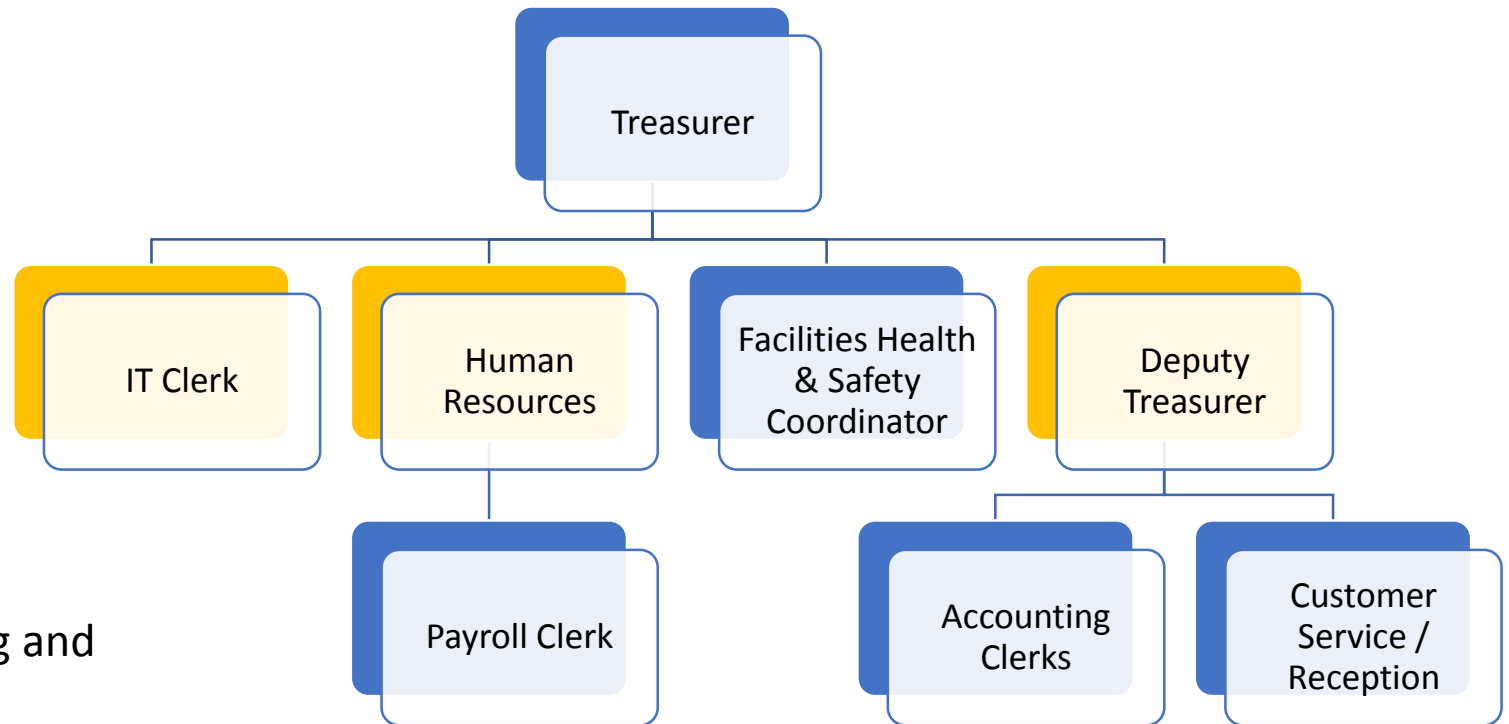 Treasurer
IT Clerk
Human
Resources
Facilities Health
& Safety
Coordinator
Deputy
Treasurer
Payroll Clerk
Accounting
Clerks
Customer
Service /
Reception
and